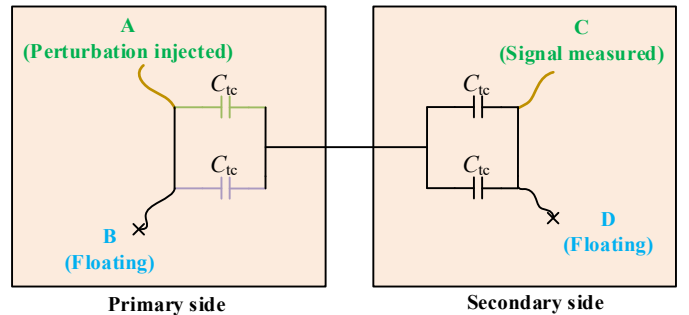 A
(Perturbation injected)
C
(Signal measured)
Ctc
Ctc
Ctc
Ctc
B
(Floating)
D
(Floating)
Primary side
Secondary side